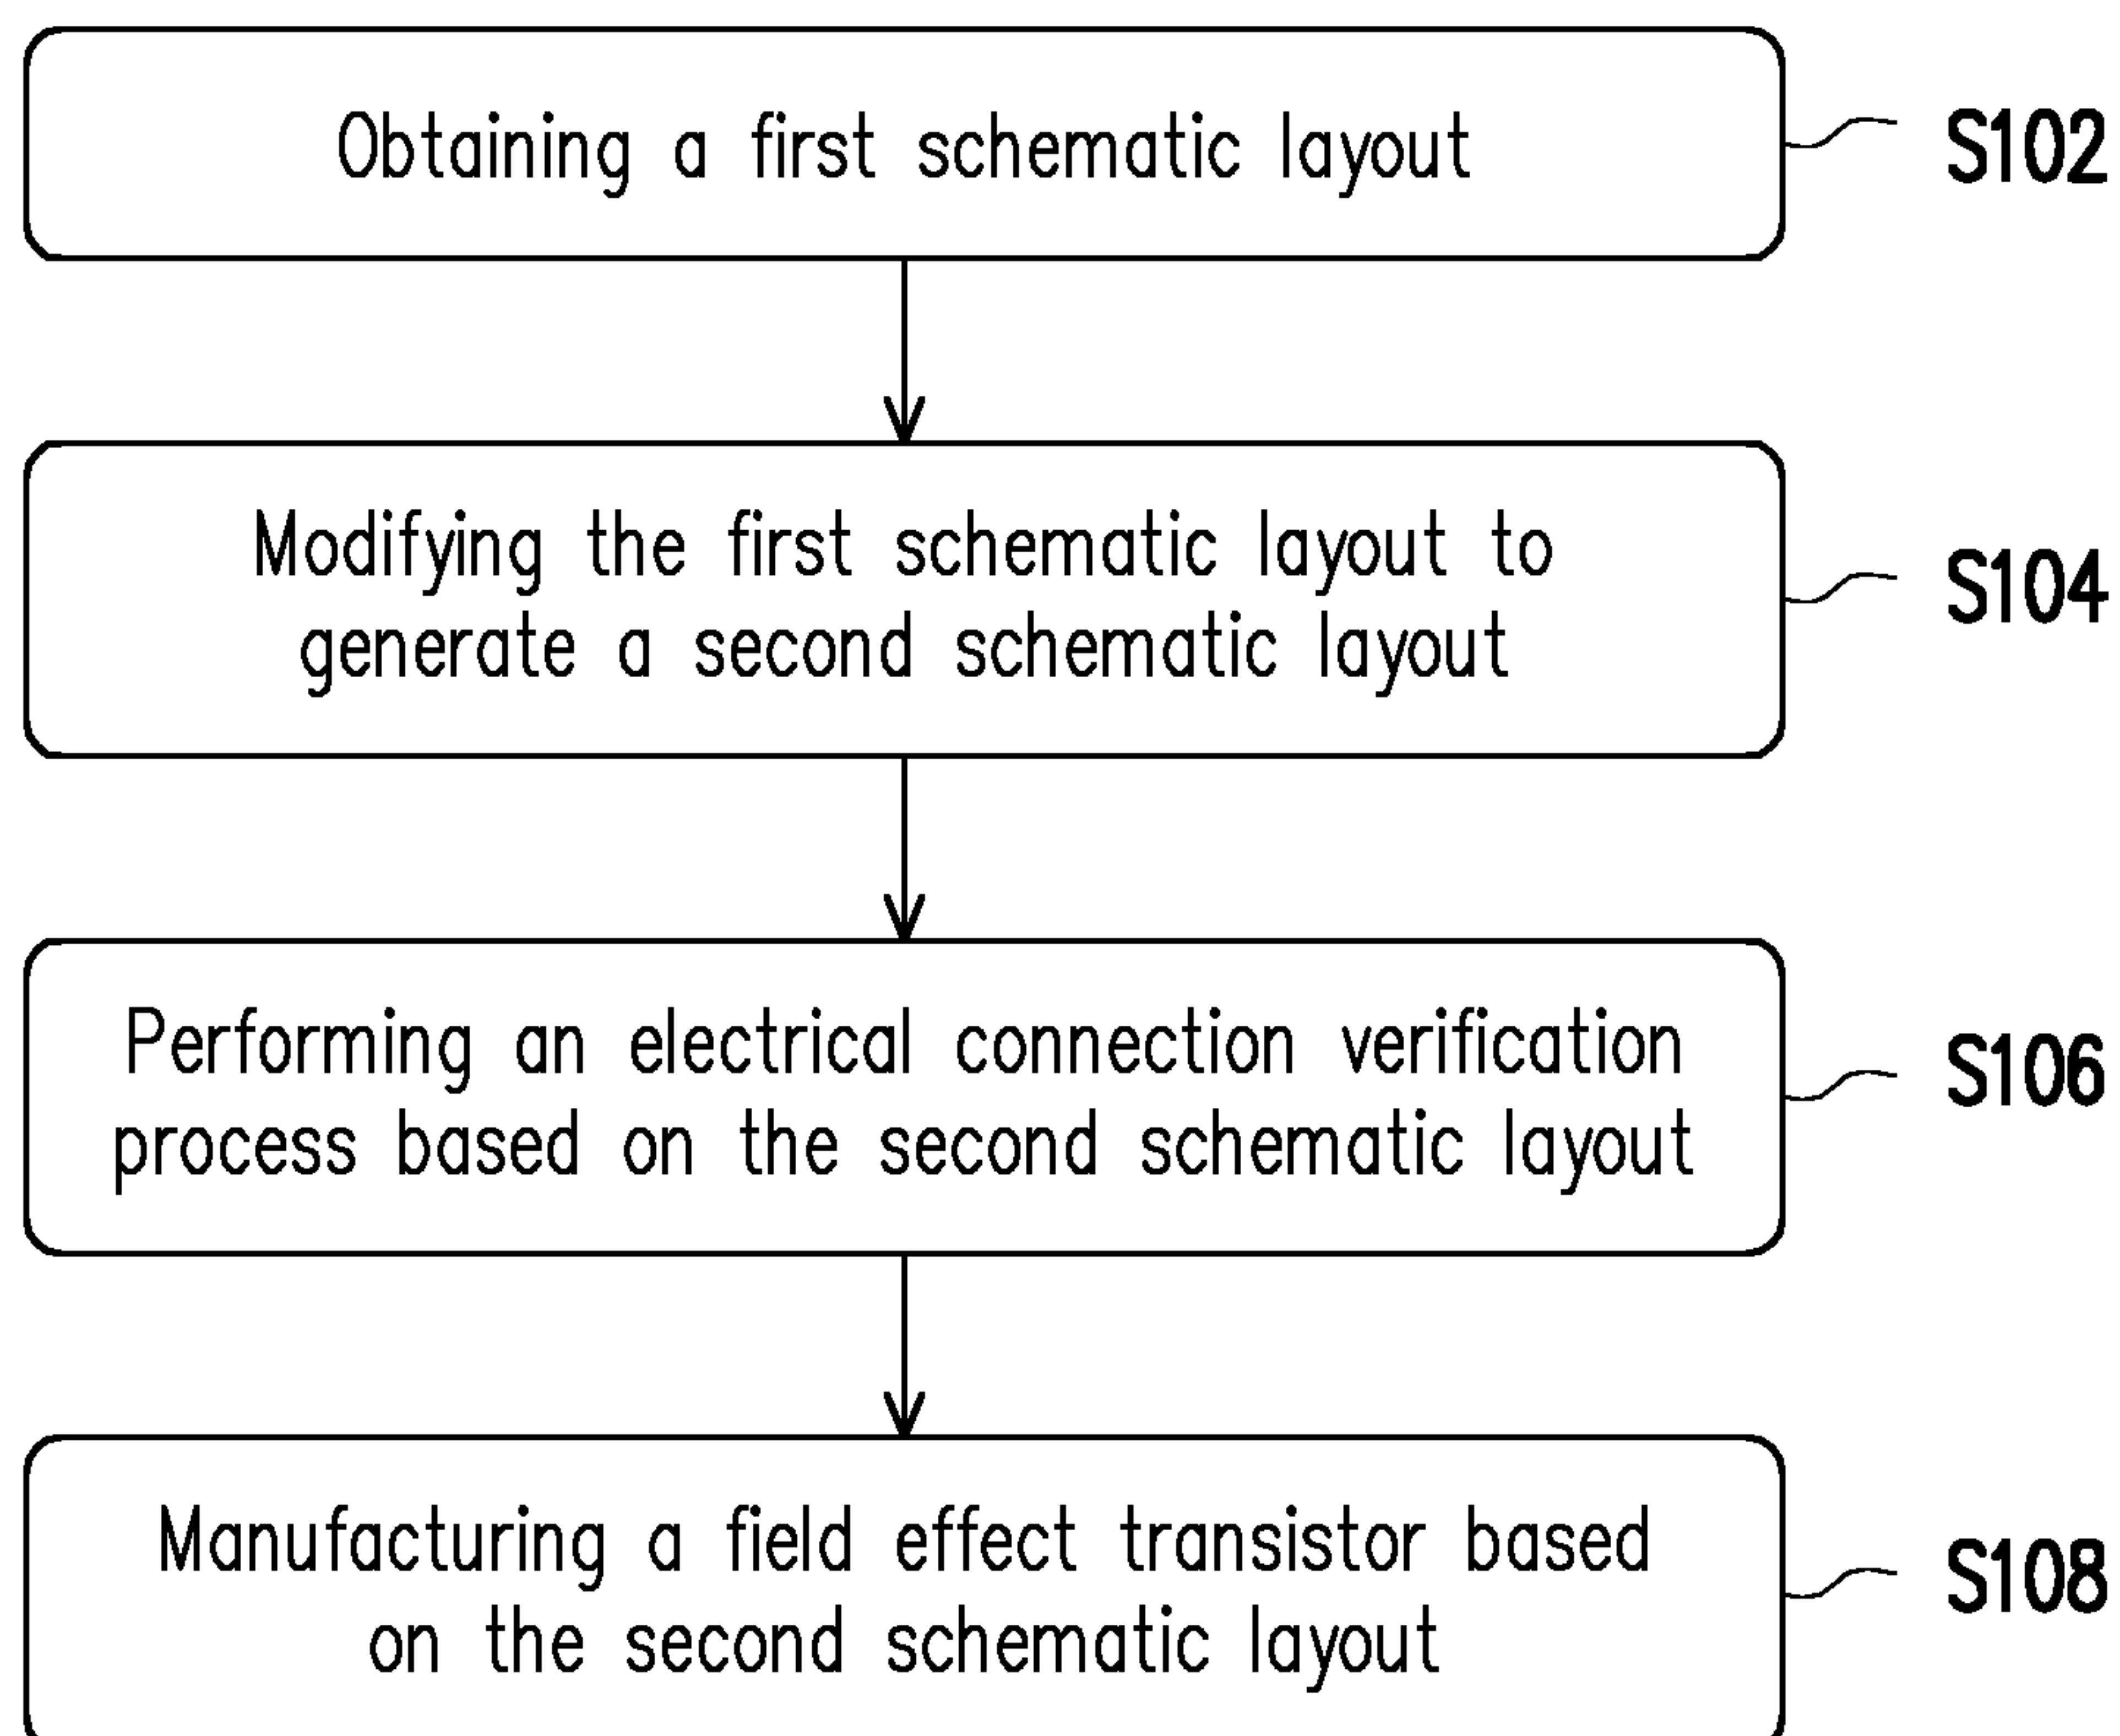 Obtaining a first schematic layout
S102
Modifying the first schematic layout to
generate a second schematic layout
S104
Performing an electrical connection verification
process based on the second schematic layout
S106
Manufacturing a field effect transistor based
on the second schematic layout
S108